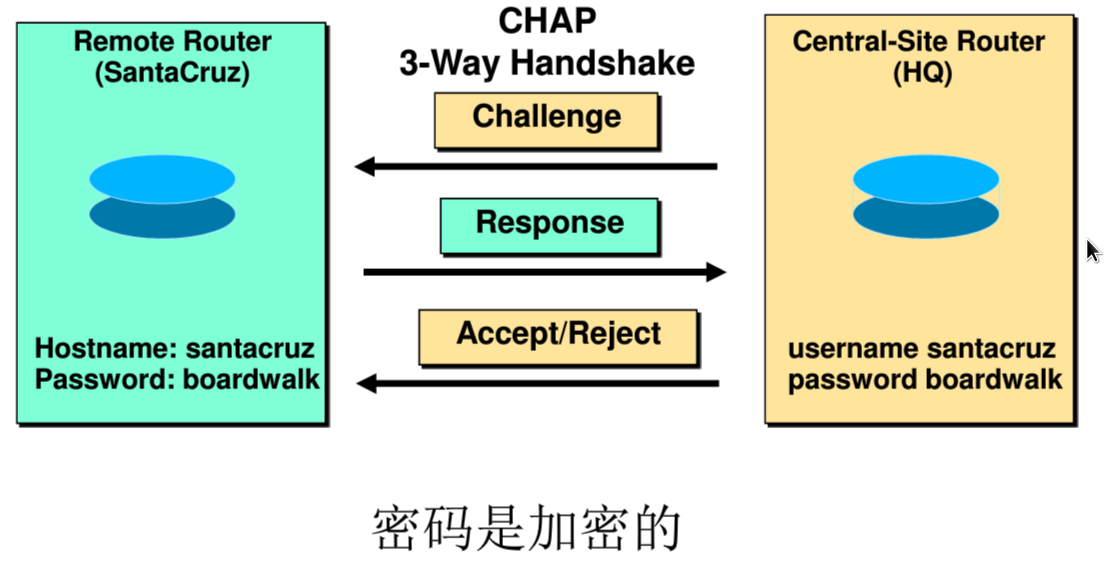 CHAP
3-Way Handshake
Remote Router
(SantaCruz)
Hostname: santacruz
Password: boardwalk
Challenge
Response
Accept/Reject
Central-Site Router
(HQ)
username santacruz
password boardwalk
密码是加密的